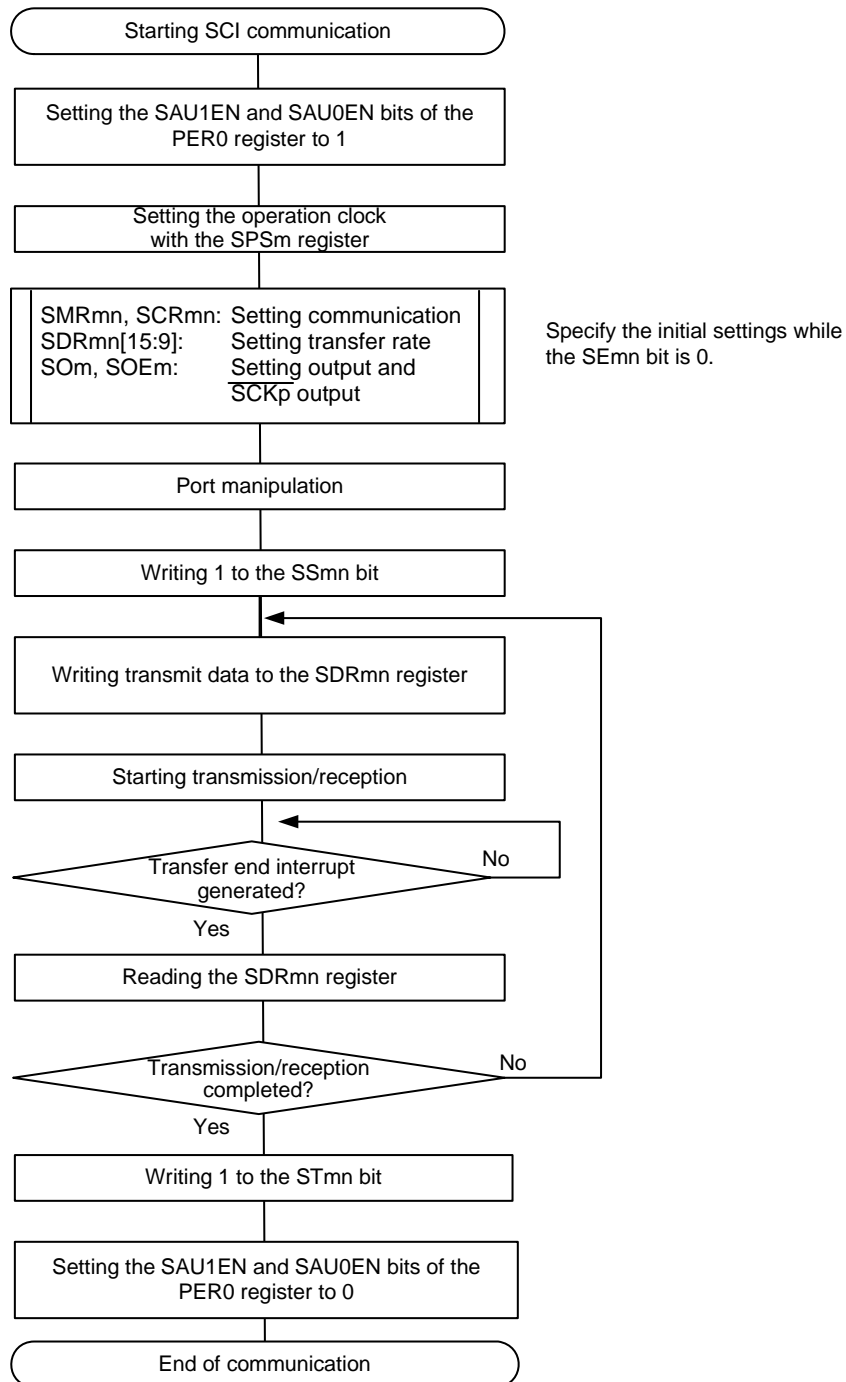 Starting SCI communication
Setting the SAU1EN and SAU0EN bits of the
PER0 register to 1
Setting the operation clock
with the SPSm register
SMRmn, SCRmn: Setting communication
SDRmn[15:9]: Setting transfer rate
SOm, SOEm: Setting output and
SCKp output
Specify the initial settings while
the SEmn bit is 0.
Port manipulation
Writing 1 to the SSmn bit
Writing transmit data to the SDRmn register
Starting transmission/reception
Transfer end interrupt
generated?
No
Yes
Reading the SDRmn register
Transmission/reception
completed?
No
Yes
Writing 1 to the STmn bit
Setting the SAU1EN and SAU0EN bits of the
PER0 register to 0
End of communication